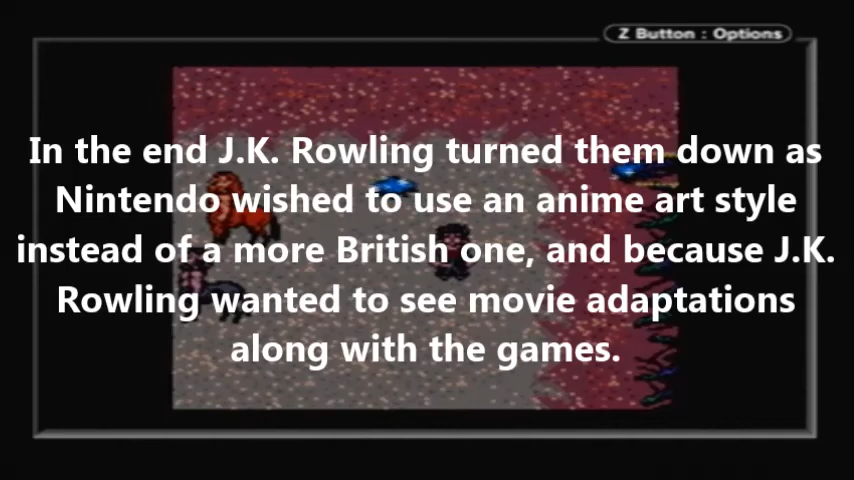 Z Button : Options
In the end J.K. Rowling turned them down as
Nintendo wished to use an anime art style
instead of a more British one, and because J.K.
Rowling wanted to see movie adaptations
along with the games.